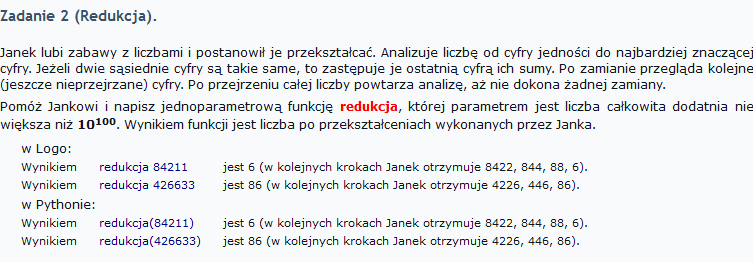 Zadanie 2 (Redukcja).
Janek lubi zabawy z liczbami i postanowił je przekształcać. Analizuje liczbę od cyfry jedności do najbardziej znaczącej
cyfry. Jeżeli dwie sąsiednie cyfry są takie same, to zastępuje je ostatnią cyfrą ich sumy. Po zamianie przegląda kolejne
(jeszcze nieprzejrzane) cyfry. Po przejrzeniu całej liczby powtarza analizę, aż nie dokona żadnej zamiany.
Pomóż Jankowi i napisz jednoparametrową funkcję redukcja, której parametrem jest liczba całkowita dodatnia nie
większa niż 10¹⁰⁰. Wynikiem funkcji jest liczba po przekształceniach wykonanych przez Janka.
w Logo:
Wynikiem redukcja 84211 jest 6 (w kolejnych krokach Janek otrzymuje 8422, 844, 88, 6).
Wynikiem redukcja 426633 jest 86 (w kolejnych krokach Janek otrzymuje 4226, 446, 86).
w Pythonie:
Wynikiem redukcja(84211) jest 6 (w kolejnych krokach Janek otrzymuje 8422, 844, 88, 6).
Wynikiem redukcja(426633) jest 86 (w kolejnych krokach Janek otrzymuje 4226, 446, 86).